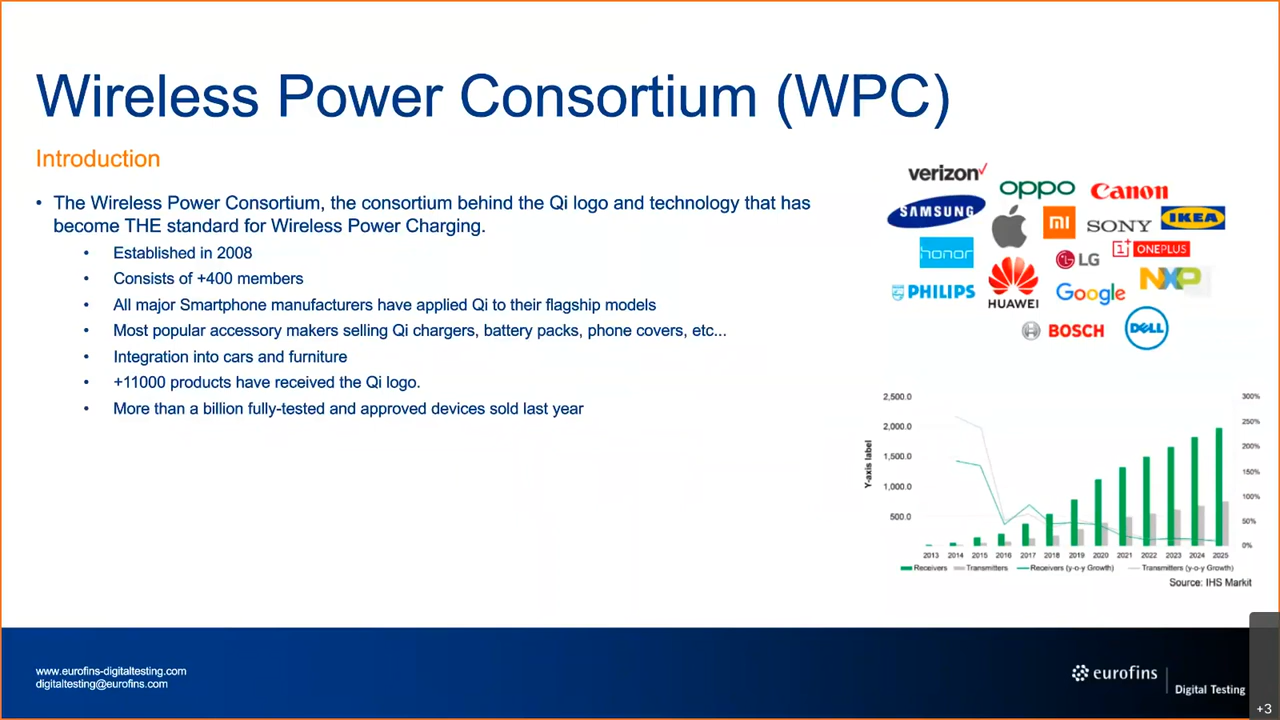 Wireless Power Consortium (WPC)
Introduction
• The Wireless Power Consortium, the consortium behind the Qi logo and technology that has
become THE standard for Wireless Power Charging.
• Established in 2008
• Consists of +400 members
• All major Smartphone manufacturers have applied Qi to their flagship models
• Most popular accessory makers selling Qi chargers, battery packs, phone covers, etc...
• Integration into cars and furniture
• +11000 products have received the Qi logo.
• More than a billion fully-tested and approved devices sold last year
verizon
oppo
Canon
SAMSUNG
mi
SONY
IKEA
honor
LG
1+ ONEPLUS
PHILIPS
HUAWEI
Google
NXP
BOSCH
DELL
2,500.0
2,000.0
1,500.0
1,000.0
500.0
Y-axis label
300%
250%
200%
150%
100%
50%
0%
2013 2014 2015 2016 2017 2018 2019 2020 2021 2022 2023 2024 2025
Receivers Transmitters Receivers (y-o-y Growth) Transmitters (y-o-y Growth)
Source: IHS Markit
www.eurofins-digitaltesting.com
digitaltesting@eurofins.com
eurofins
Digital Testing
+3